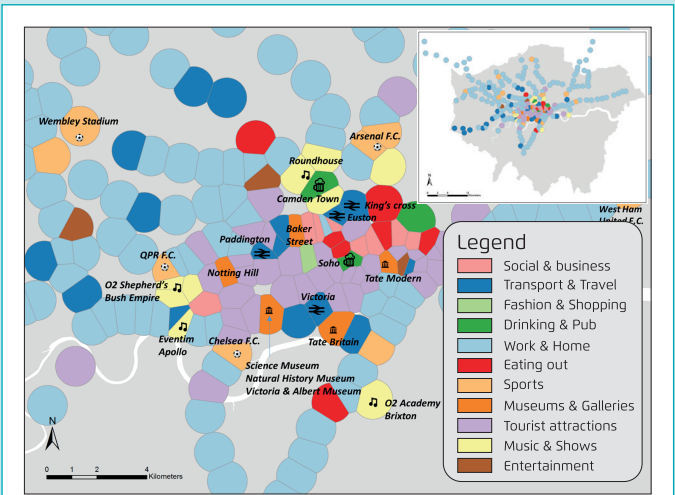 Wembley Stadium
Arsenal F.C.
Roundhouse
Camden Town
King's cross
Euston
West Ham
United F.C.
Paddington
Baker
Street
QPR F.C.
Notting Hill
Soho
Tate Modern
O2 Shepherd's
Bush Empire
Victoria
Eventim
Apollo
Chelsea F.C.
Tate Britain
Science Museum
Natural History Museum
Victoria & Albert Museum
O2 Academy
Brixton
N
0 1 2 4
Kilometers
N
Legend
Social & business
Transport & Travel
Fashion & Shopping
Drinking & Pub
Work & Home
Eating out
Sports
Museums & Galleries
Tourist attractions
Music & Shows
Entertainment